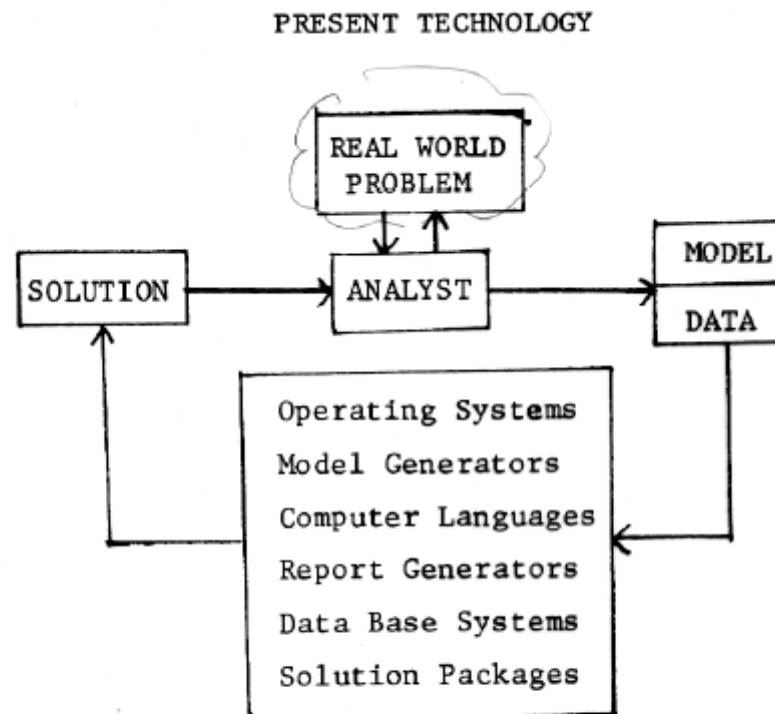 PRESENT TECHNOLOGY
REAL WORLD
PROBLEM
SOLUTION
ANALYST
MODEL
DATA
Operating Systems
Model Generators
Computer Languages
Report Generators
Data Base Systems
Solution Packages